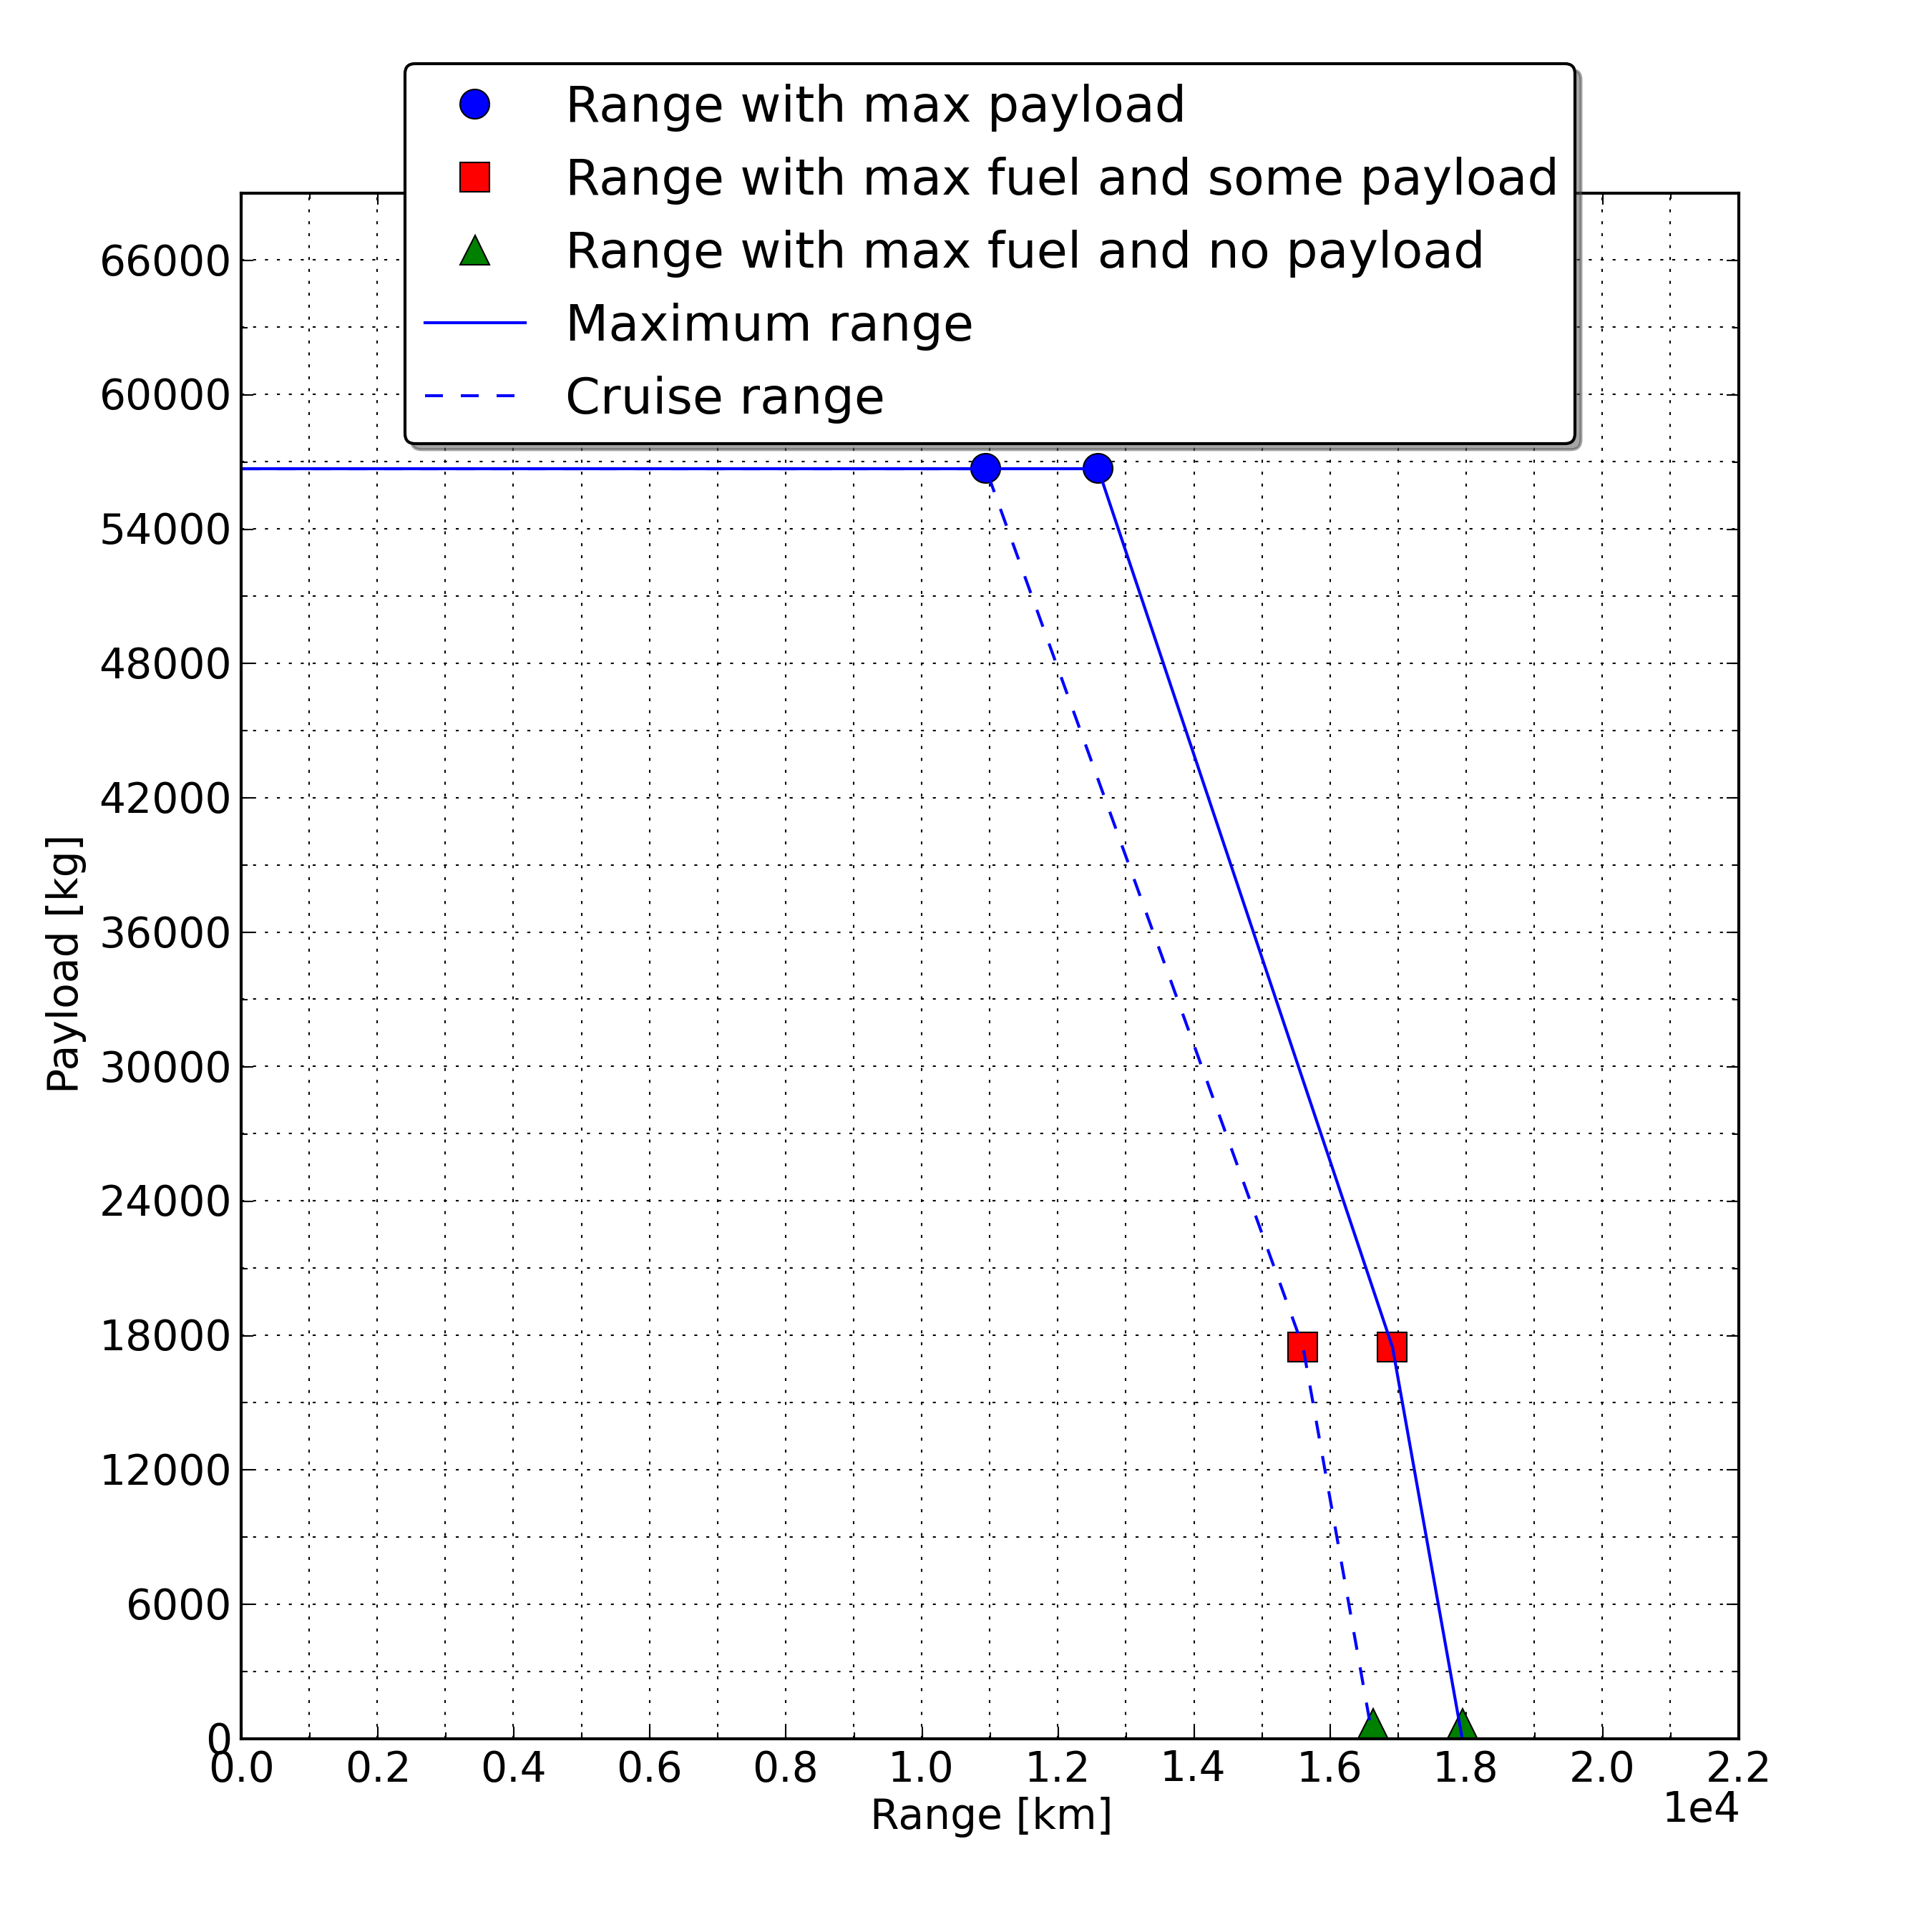 Range with max payload
Range with max fuel and some payload
Range with max fuel and no payload
Maximum range
Cruise range
66000
60000
54000
48000
42000
36000
30000
24000
18000
12000
6000
0
Payload [kg]
0.0 0.2 0.4 0.6 0.8 1.0 1.2 1.4 1.6 1.8 2.0 2.2
1e4
Range [km]